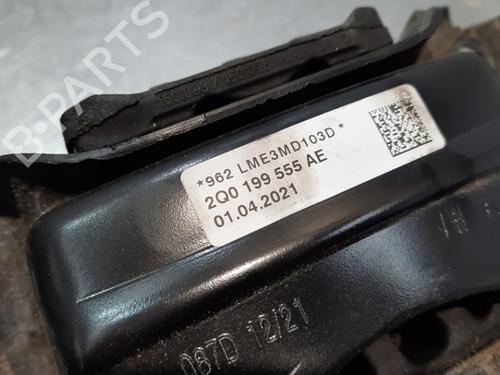 *962 LME3MD103D *
2Q0 199 555 AE
01.04.2021
087D 12/21
VW
B-PARTS